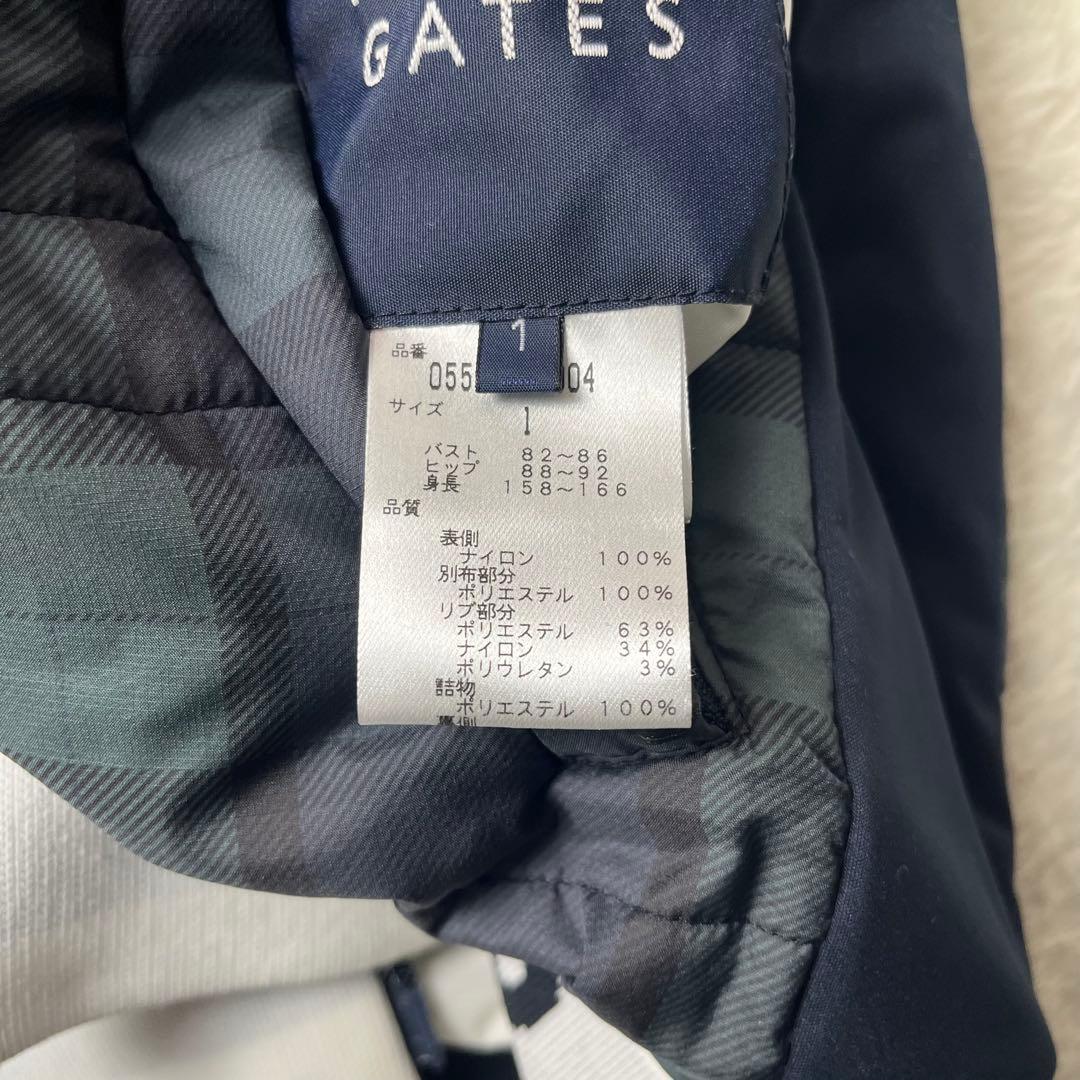 GATES
1
品番
055 004
サイズ
1
バスト 82～86
ヒップ 88～92
身長 158～166
品質
表側
ナイロン 100%
別布部分
ポリエステル 100%
リブ部分
ポリエステル 63%
ナイロン 34%
ポリウレタン 3%
詰物
ポリエステル 100%
裏側